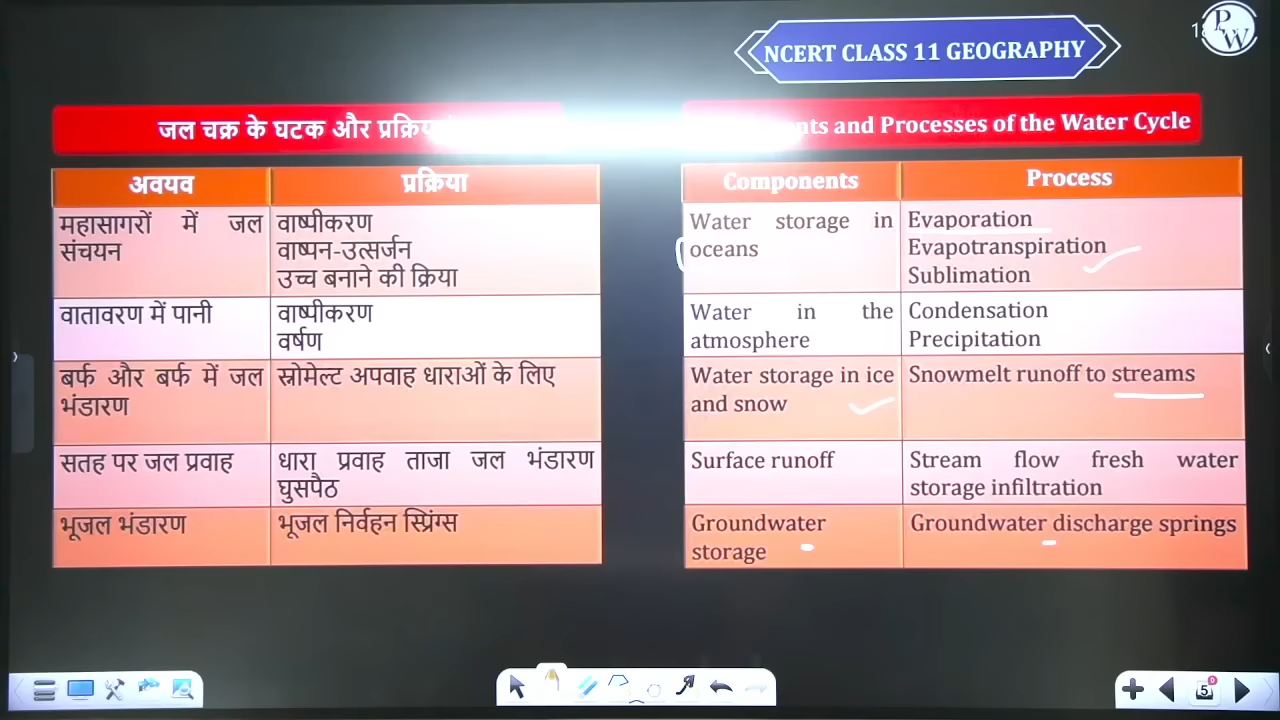 NCERT CLASS 11 GEOGRAPHY
PW
जल चक्र के घटक और
and Processes of the Water Cycle
अवयव
प्रक्रिया
महासागरों में जल
संचयन
वाष्पीकरण
वाष्पन-उत्सर्जन
उच्च बनाने की क्रिया
वातावरण में पानी
वाष्पीकरण
वर्षण
बर्फ और बर्फ में जल
भंडारण
स्नोमेल्ट अपवाह धाराओं के लिए
सतह पर जल प्रवाह
धारा प्रवाह ताजा जल भंडारण
घुसपैठ
भूजल भंडारण
भूजल निर्वहन स्प्रिंग्स
Components
Process
Water storage in
oceans
Evaporation
Evapotranspiration
Sublimation
Water in the
atmosphere
Condensation
Precipitation
Water storage in ice
and snow
Snowmelt runoff to streams
Surface runoff
Stream flow fresh water
storage infiltration
Groundwater
storage
Groundwater discharge springs
5
0